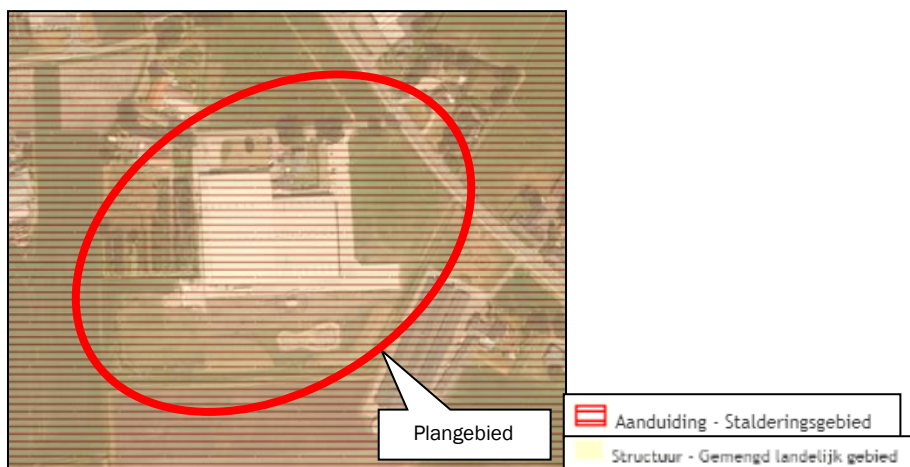 Plangebied
Aanduiding - Stalderingsgebied
Structuur - Gemengd landelijk gebied